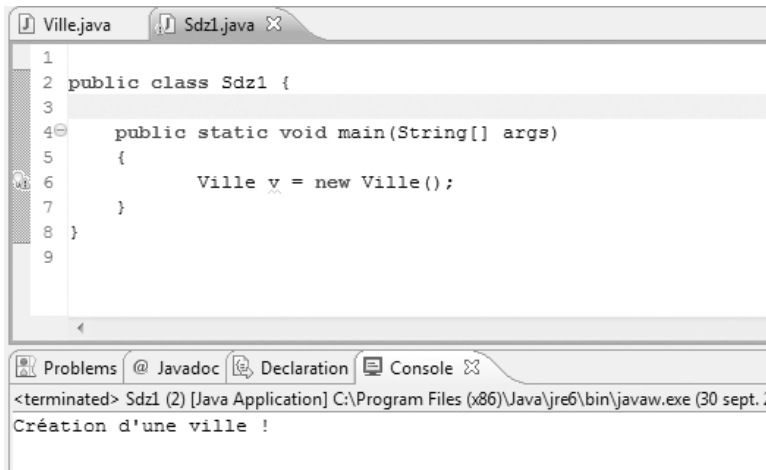 Ville.java Sdz1.java
1
2 public class Sdz1 {
3
4 public static void main(String[] args)
5 {
6 Ville v = new Ville();
7 }
8 }
9
Problems @ Javadoc Declaration Console
<terminated> Sdz1 (2) [Java Application] C:\Program Files (x86)\Java\jre6\bin\javaw.exe (30 sept.
Création d'une ville !